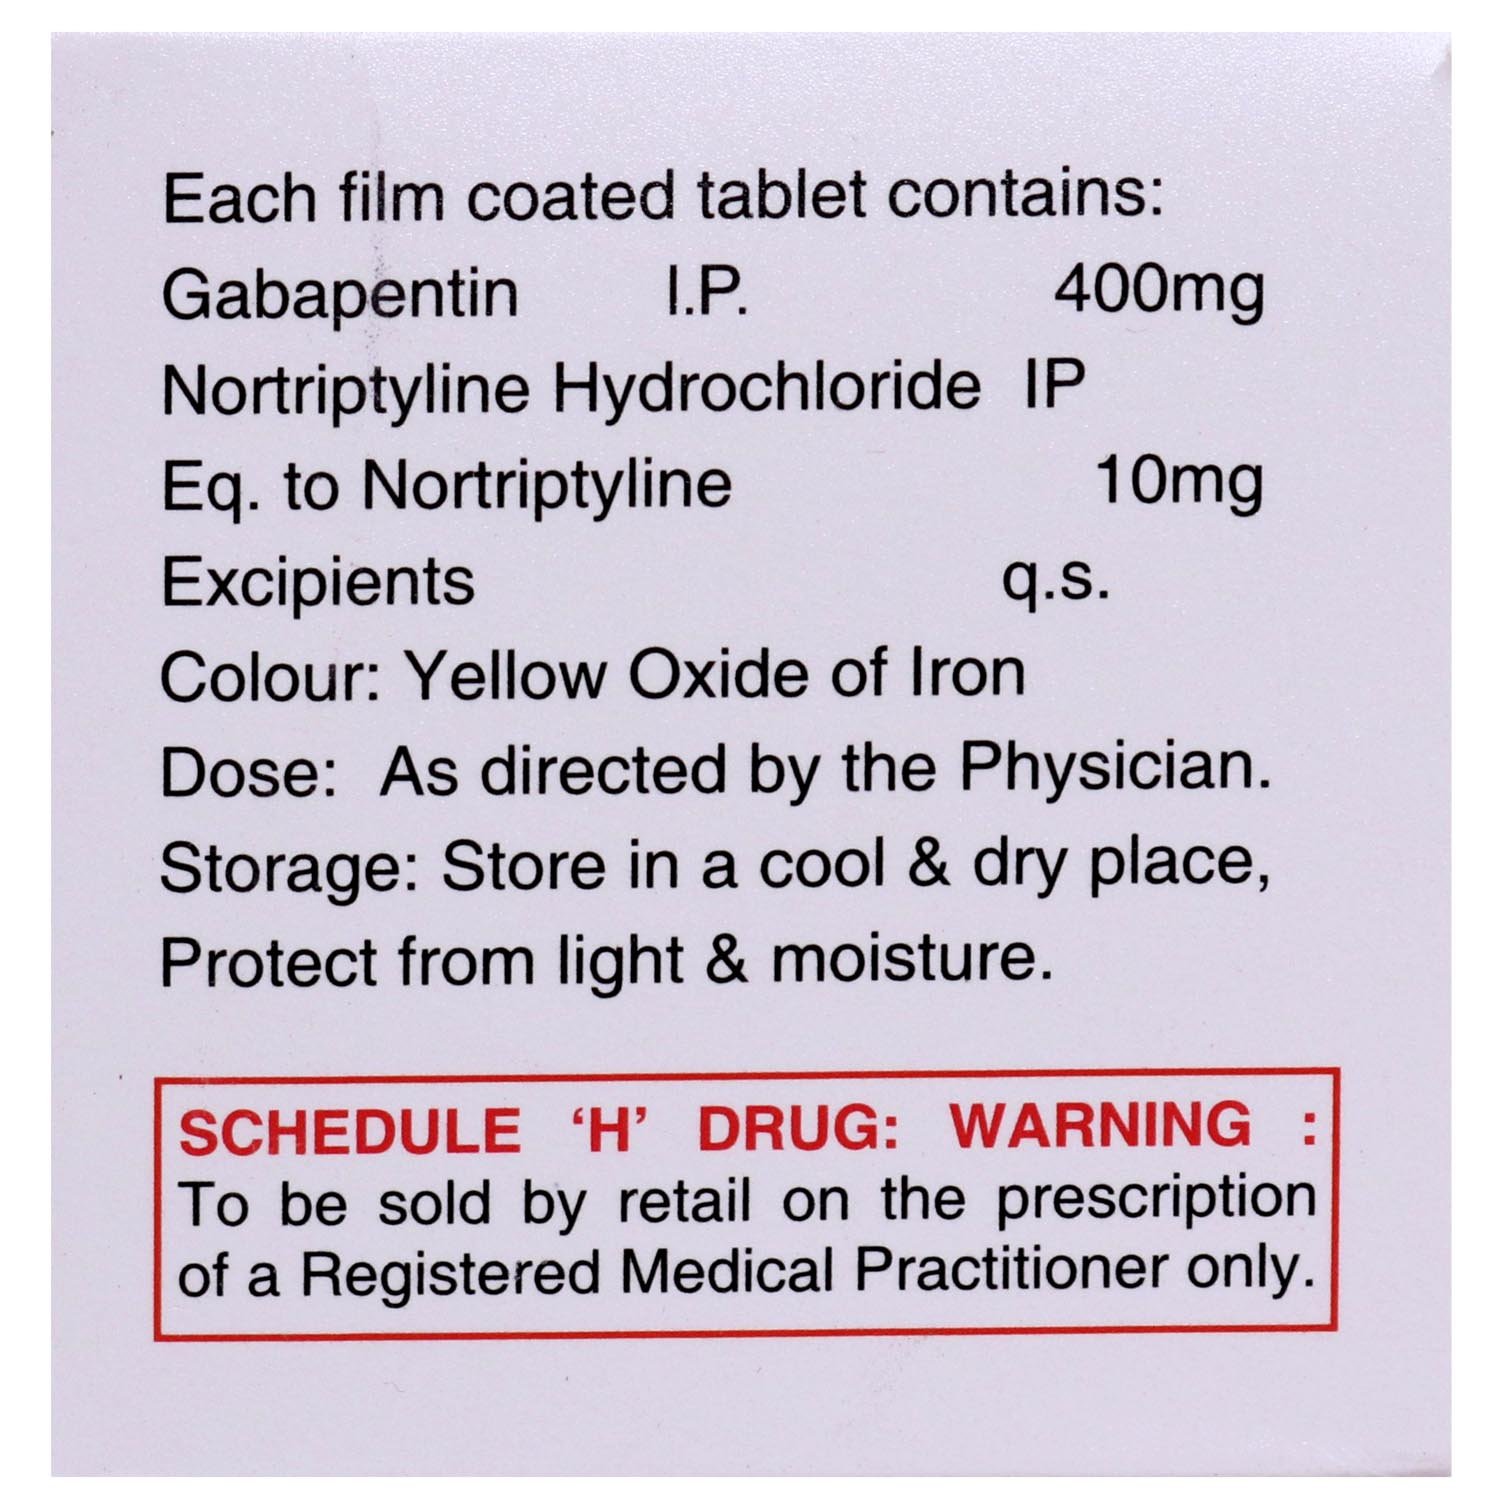 Each film coated tablet contains:
Gabapentin I.P. 400mg
Nortriptyline Hydrochloride IP
Eq. to Nortriptyline 10mg
Excipients q.s.
Colour: Yellow Oxide of Iron
Dose: As directed by the Physician.
Storage: Store in a cool & dry place,
Protect from light & moisture.
SCHEDULE ‘H’ DRUG: WARNING :
To be sold by retail on the prescription
of a Registered Medical Practitioner only.